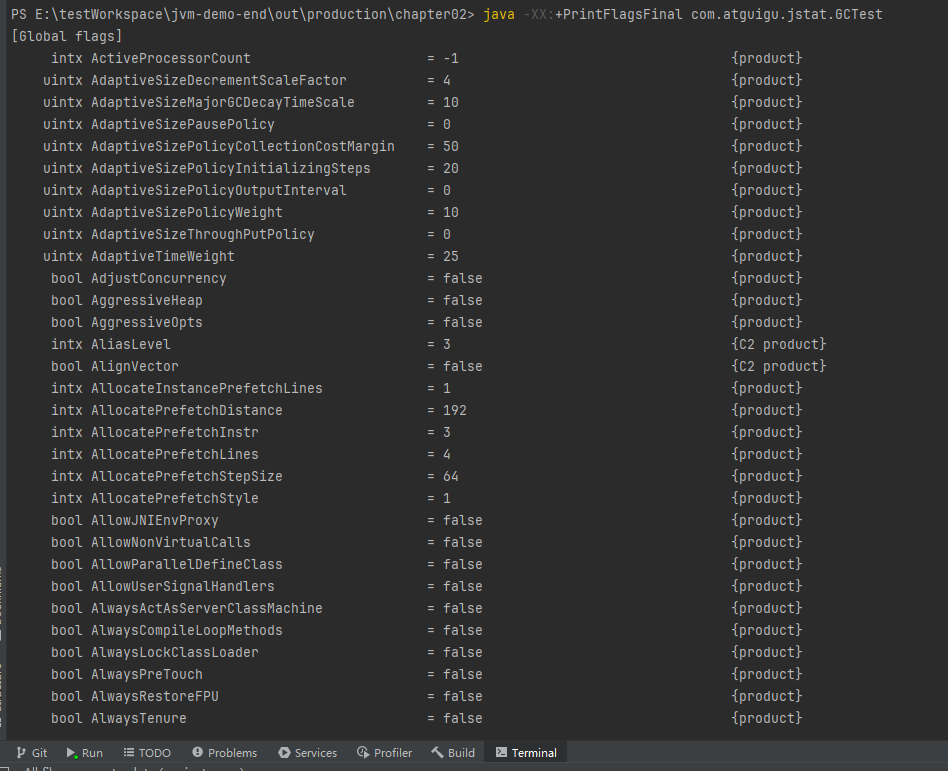 PS E:\testWorkspace\jvm-demo-end\out\production\chapter02> java -XX:+PrintFlagsFinal com.atguigu.jstat.GCTest
[Global flags]
intx ActiveProcessorCount = -1 {product}
uintx AdaptiveSizeDecrementScaleFactor = 4 {product}
uintx AdaptiveSizeMajorGCDecayTimeScale = 10 {product}
uintx AdaptiveSizePausePolicy = 0 {product}
uintx AdaptiveSizePolicyCollectionCostMargin = 50 {product}
uintx AdaptiveSizePolicyInitializingSteps = 20 {product}
uintx AdaptiveSizePolicyOutputInterval = 0 {product}
uintx AdaptiveSizePolicyWeight = 10 {product}
uintx AdaptiveSizeThroughPutPolicy = 0 {product}
uintx AdaptiveTimeWeight = 25 {product}
bool AdjustConcurrency = false {product}
bool AggressiveHeap = false {product}
bool AggressiveOpts = false {product}
intx AliasLevel = 3 {C2 product}
bool AlignVector = false {C2 product}
intx AllocateInstancePrefetchLines = 1 {product}
intx AllocatePrefetchDistance = 192 {product}
intx AllocatePrefetchInstr = 3 {product}
intx AllocatePrefetchLines = 4 {product}
intx AllocatePrefetchStepSize = 64 {product}
intx AllocatePrefetchStyle = 1 {product}
bool AllowJNIEnvProxy = false {product}
bool AllowNonVirtualCalls = false {product}
bool AllowParallelDefineClass = false {product}
bool AllowUserSignalHandlers = false {product}
bool AlwaysActAsServerClassMachine = false {product}
bool AlwaysCompileLoopMethods = false {product}
bool AlwaysLockClassLoader = false {product}
bool AlwaysPreTouch = false {product}
bool AlwaysRestoreFPU = false {product}
bool AlwaysTenure = false {product}
Git Run TODO Problems Services Profiler Build Terminal